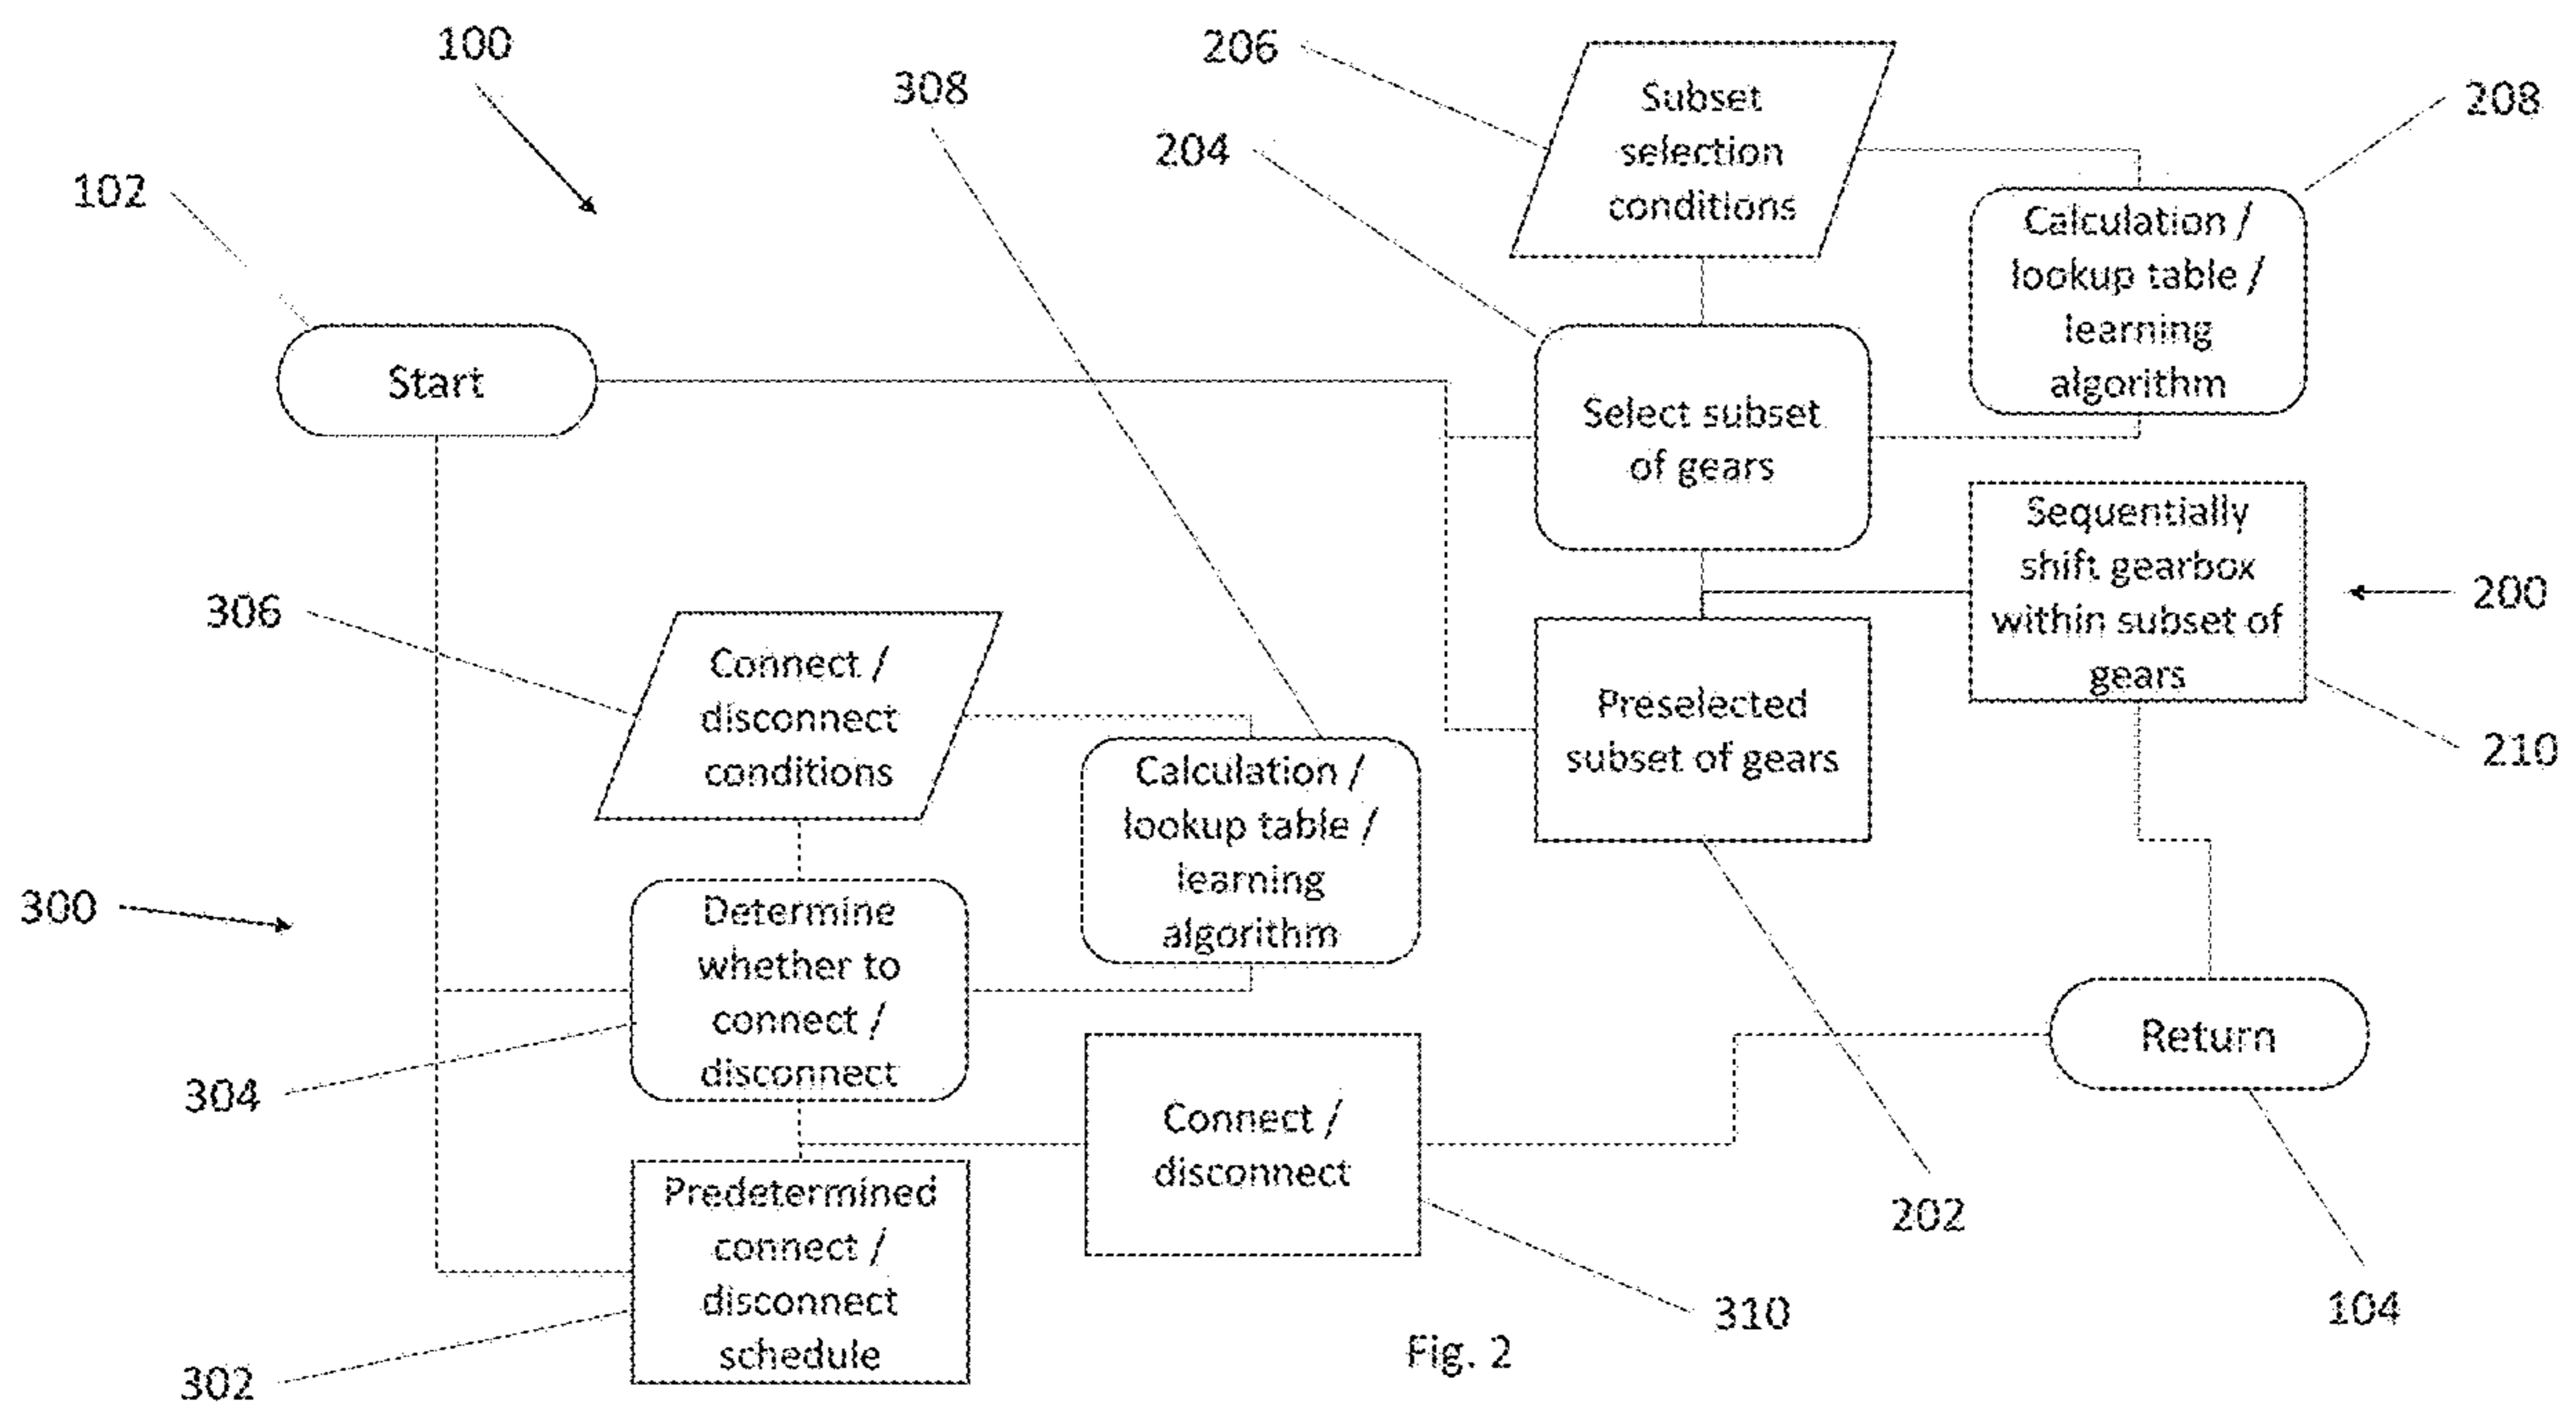 100
308
206
Subset
selection
conditions
208
204
102
Calculation /
lookup table /
learning
algorithm
Start
Select subset
of gears
Sequentially
shift gearbox
within subset of
gears
200
306
Connect /
disconnect
conditions
Preselected
subset of gears
210
Calculation /
lookup table /
learning
algorithm
300
Determine
whether to
connect /
disconnect
Return
304
Connect /
disconnect
Predetermined
connect /
disconnect
schedule
202
310
104
302
Fig. 2